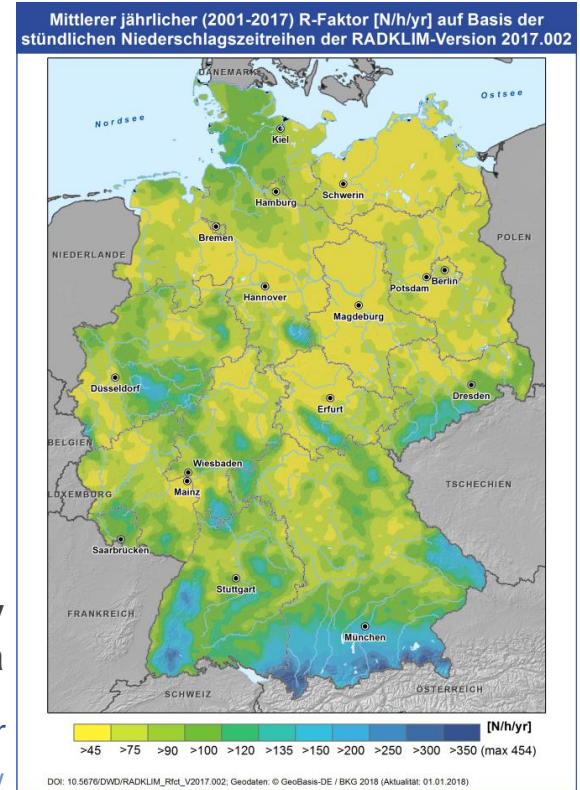 Mittlerer jährlicher (2001-2017) R-Faktor [N/h/yr] auf Basis der
stündlichen Niederschlagszeitreihen der RADKLIM-Version 2017.002
DÄNEMARK
Ostsee
Nordsee
Kiel
Hamburg
Schwerin
Bremen
POLEN
NIEDERLANDE
Berlin
Potsdam
Hannover
Magdeburg
Düsseldorf
Dresden
Erfurt
BELGIEN
Wiesbaden
Mainz
TSCHECHIEN
LUXEMBURG
Saarbrücken
Stuttgart
FRANKREICH
München
SCHWEIZ
ÖSTERREICH
[N/h/yr]
>45 >75 >90 >100 >120 >135 >150 >200 >250 >300 >350 (max 454)
DOI: 10.5676/DWD/RADKLIM_Rfct_V2017.002; Geodaten: © GeoBasis-DE / BKG 2018 (Aktualität: 01.01.2018)